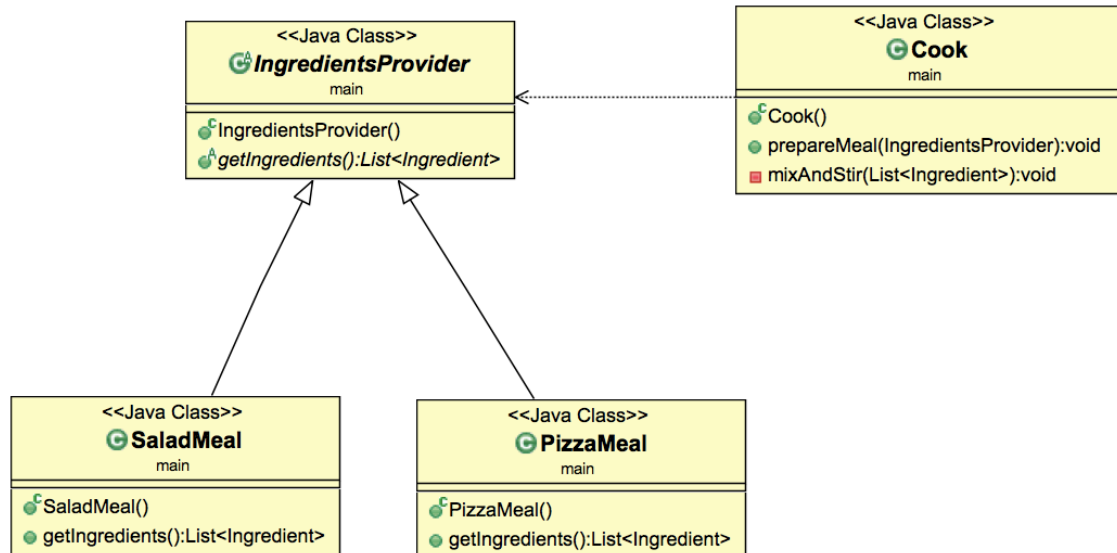 <<Java Class>>
IngredientsProvider
main
IngredientsProvider()
getIngredients():List<Ingredient>
<<Java Class>>
Cook
main
Cook()
prepareMeal(IngredientsProvider):void
mixAndStir(List<Ingredient>):void
<<Java Class>>
SaladMeal
main
SaladMeal()
getIngredients():List<Ingredient>
<<Java Class>>
PizzaMeal
main
PizzaMeal()
getIngredients():List<Ingredient>